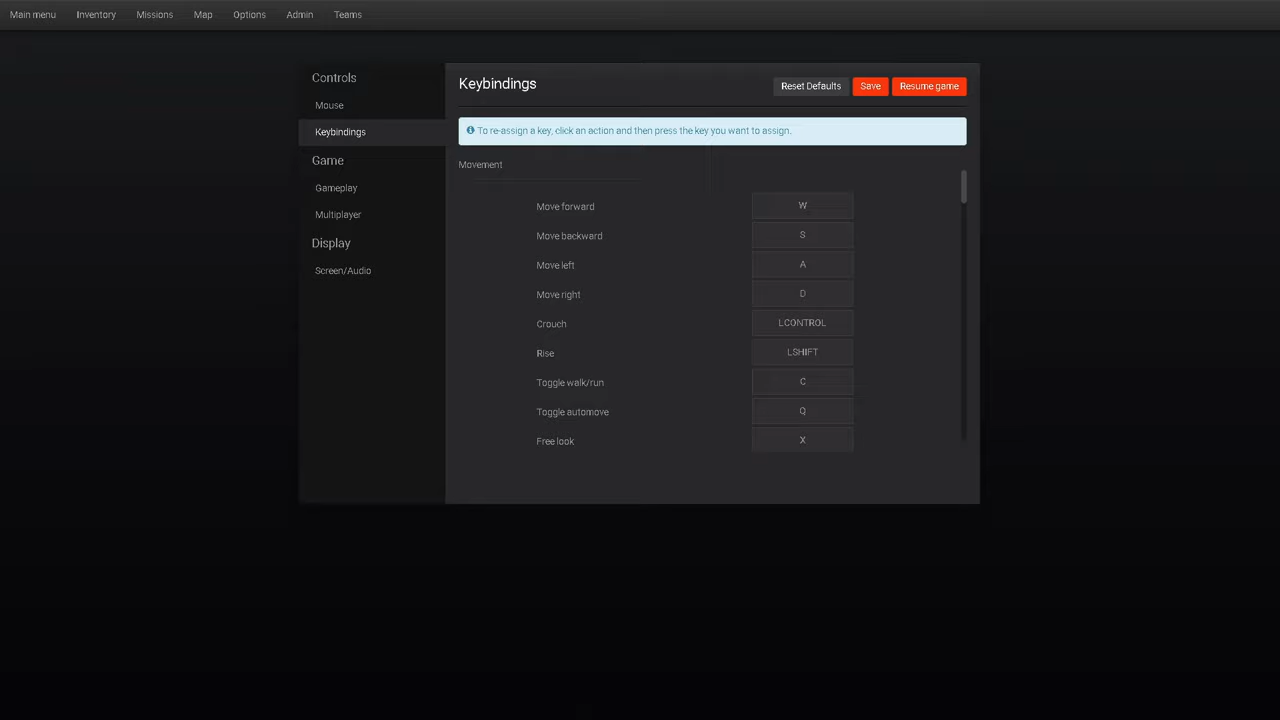 Main menu Inventory Missions Map Options Admin Teams
Controls
Mouse
Keybindings
Game
Gameplay
Multiplayer
Display
Screen/Audio
Keybindings
Reset Defaults Save Resume game
To re-assign a key, click an action and then press the key you want to assign.
Movement
Move forward W
Move backward S
Move left A
Move right D
Crouch LCONTROL
Rise LSHIFT
Toggle walk/run C
Toggle automove Q
Free look X